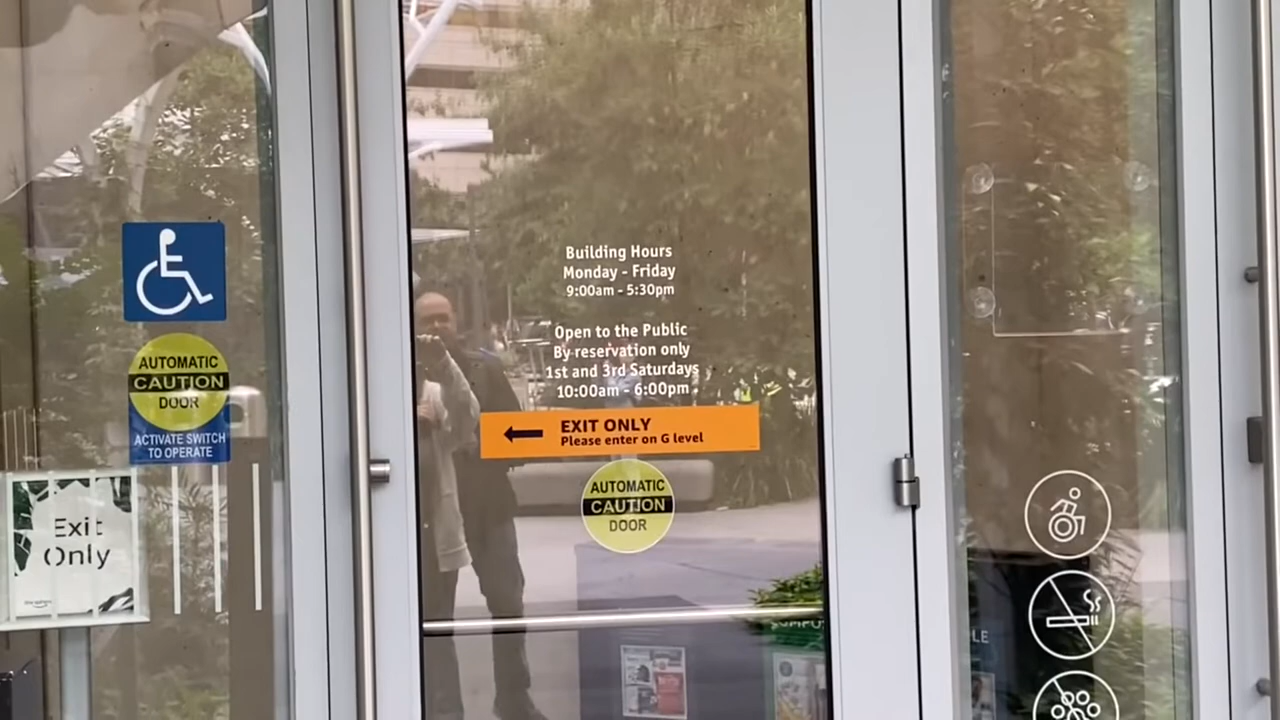 AUTOMATIC
CAUTION
DOOR
ACTIVATE SWITCH
TO OPERATE
Exit
Only
Building Hours
Monday - Friday
9:00am - 5:30pm
Open to the Public
By reservation only
1st and 3rd Saturdays
10:00am - 6:00pm
EXIT ONLY
Please enter on G level
AUTOMATIC
CAUTION
DOOR